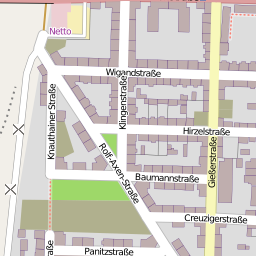 Netto
Wigandstraße
Klingenstraße
Knauthainer Straße
Hirzelstraße
Rolf-Axen-Straße
Gießerstraße
Baumannstraße
Creuzigerstraße
Panitzstraße